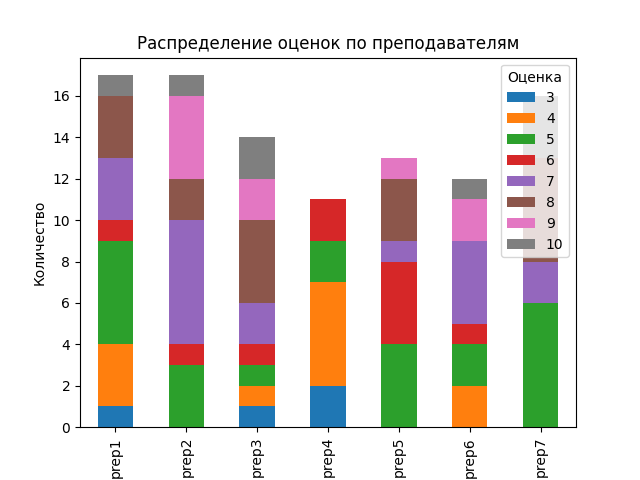 Распределение оценок по преподавателям
Количество
16
14
12
10
8
6
4
2
0
Оценка
3
4
5
6
7
8
9
10
prep1
prep2
prep3
prep4
prep5
prep6
prep7